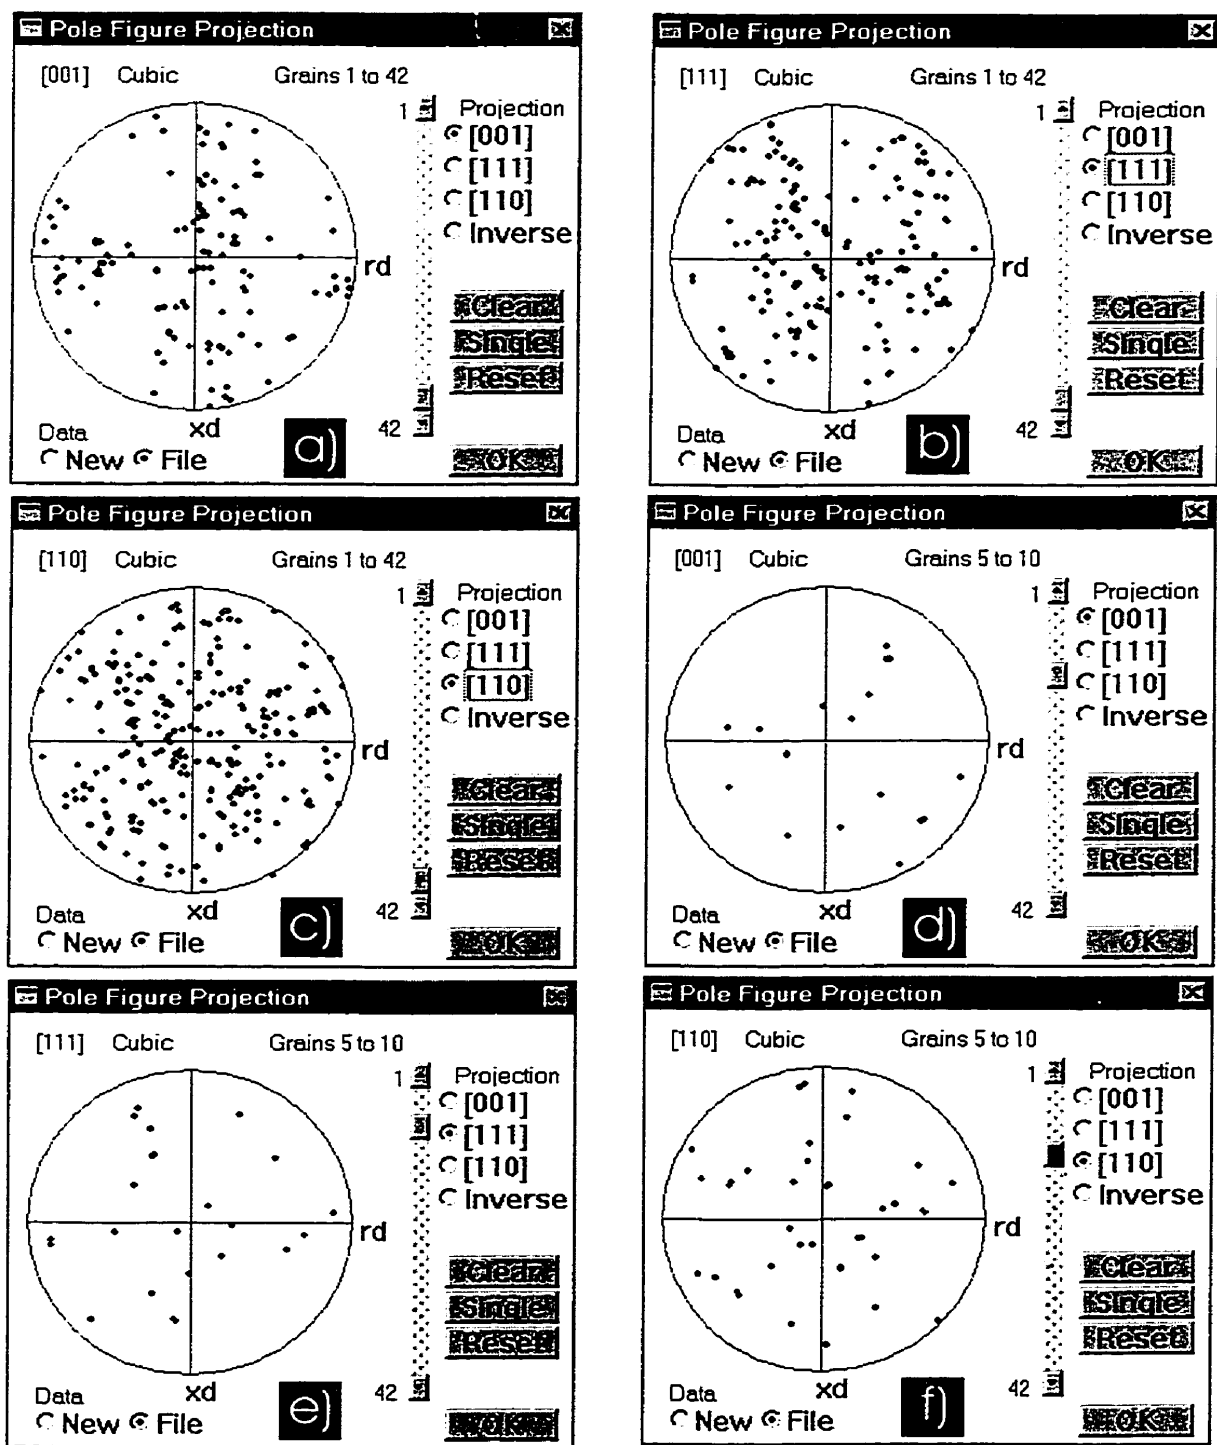 Pole Figure Projection
[001] Cubic Grains 1 to 42
1 Projection
[001]
[111]
[110]
Inverse
rd
Clear
Single
Reset
xd
42
a)
Data
New File
OK
Pole Figure Projection
[111] Cubic Grains 1 to 42
1 Projection
[001]
[111]
[110]
Inverse
rd
Clear
Single
Reset
xd
42
b)
Data
New File
OK
Pole Figure Projection
[110] Cubic Grains 1 to 42
1 Projection
[001]
[111]
[110]
Inverse
rd
Clear
Single
Reset
xd
42
c)
Data
New File
OK
Pole Figure Projection
[001] Cubic Grains 5 to 10
1 Projection
[001]
[111]
[110]
Inverse
rd
Clear
Single
Reset
xd
42
d)
Data
New File
OK
Pole Figure Projection
[111] Cubic Grains 5 to 10
1 Projection
[001]
[111]
[110]
Inverse
rd
Clear
Single
Reset
xd
42
e)
Data
New File
OK
Pole Figure Projection
[110] Cubic Grains 5 to 10
1 Projection
[001]
[111]
[110]
Inverse
rd
Clear
Single
Reset
xd
42
f)
Data
New File
OK